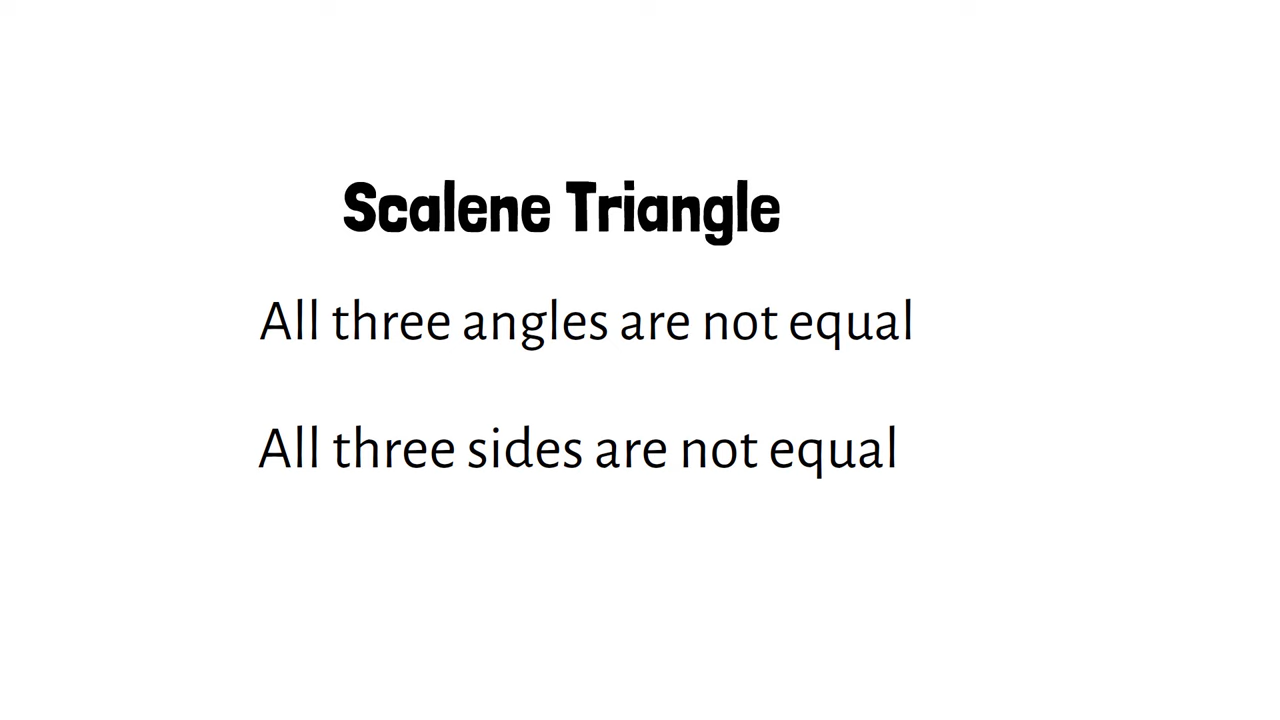 Scalene Triangle
All three angles are not equal
All three sides are not equal